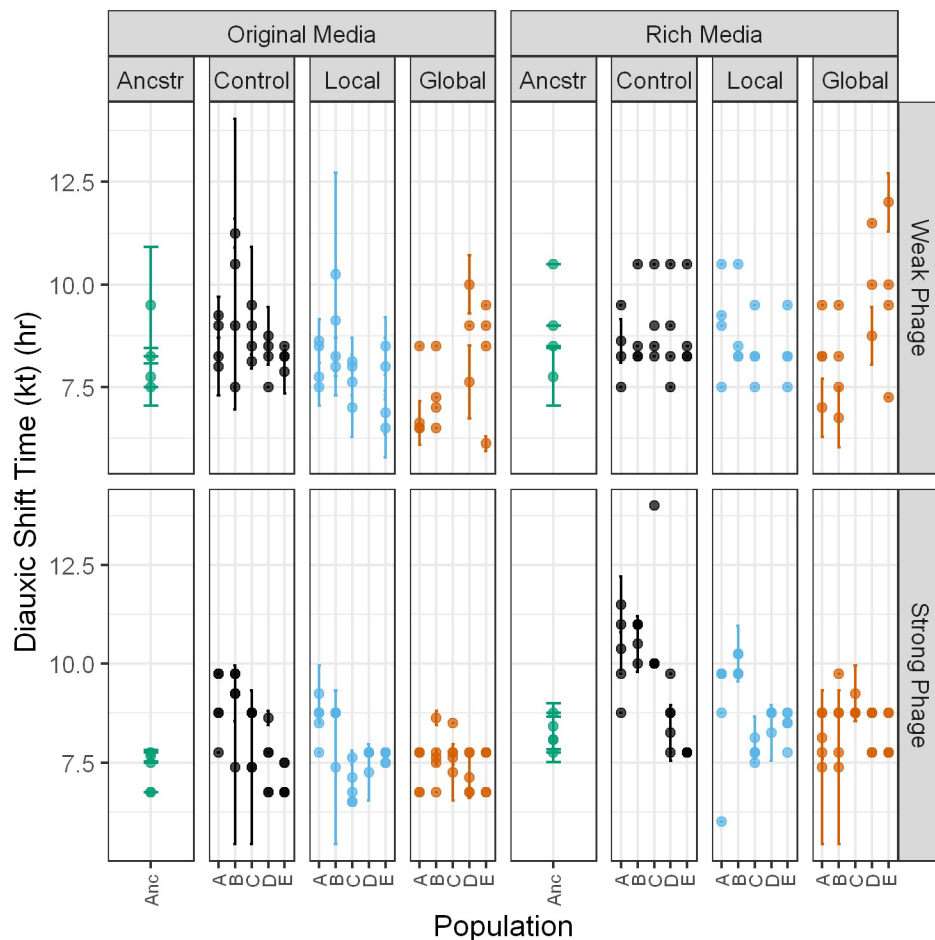 Original Media Rich Media
Ancstr Control Local Global Ancstr Control Local Global
12.5
10.0
7.5
Weak Phage
12.5
10.0
7.5
Strong Phage
Diauxic Shift Time (kt) (hr)
Anc A B C D E A B C D E A B C D E Anc A B C D E A B C D E A B C D E
Population